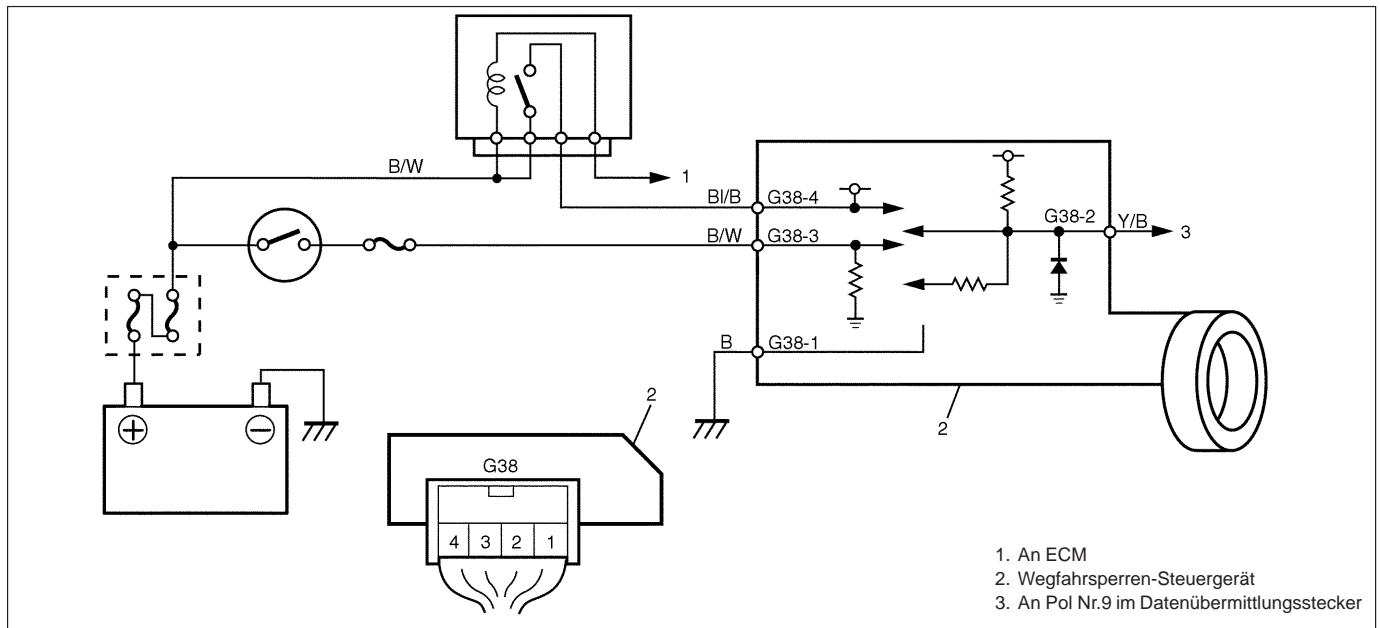 B/W
1
Bl/B
G38-4
G38-2
Y/B
3
B/W
G38-3
B
G38-1
+
−
2
2
G38
4 3 2 1
1. An ECM
2. Wegfahrsperren-Steuergerät
3. An Pol Nr.9 im Datenübermittlungsstecker